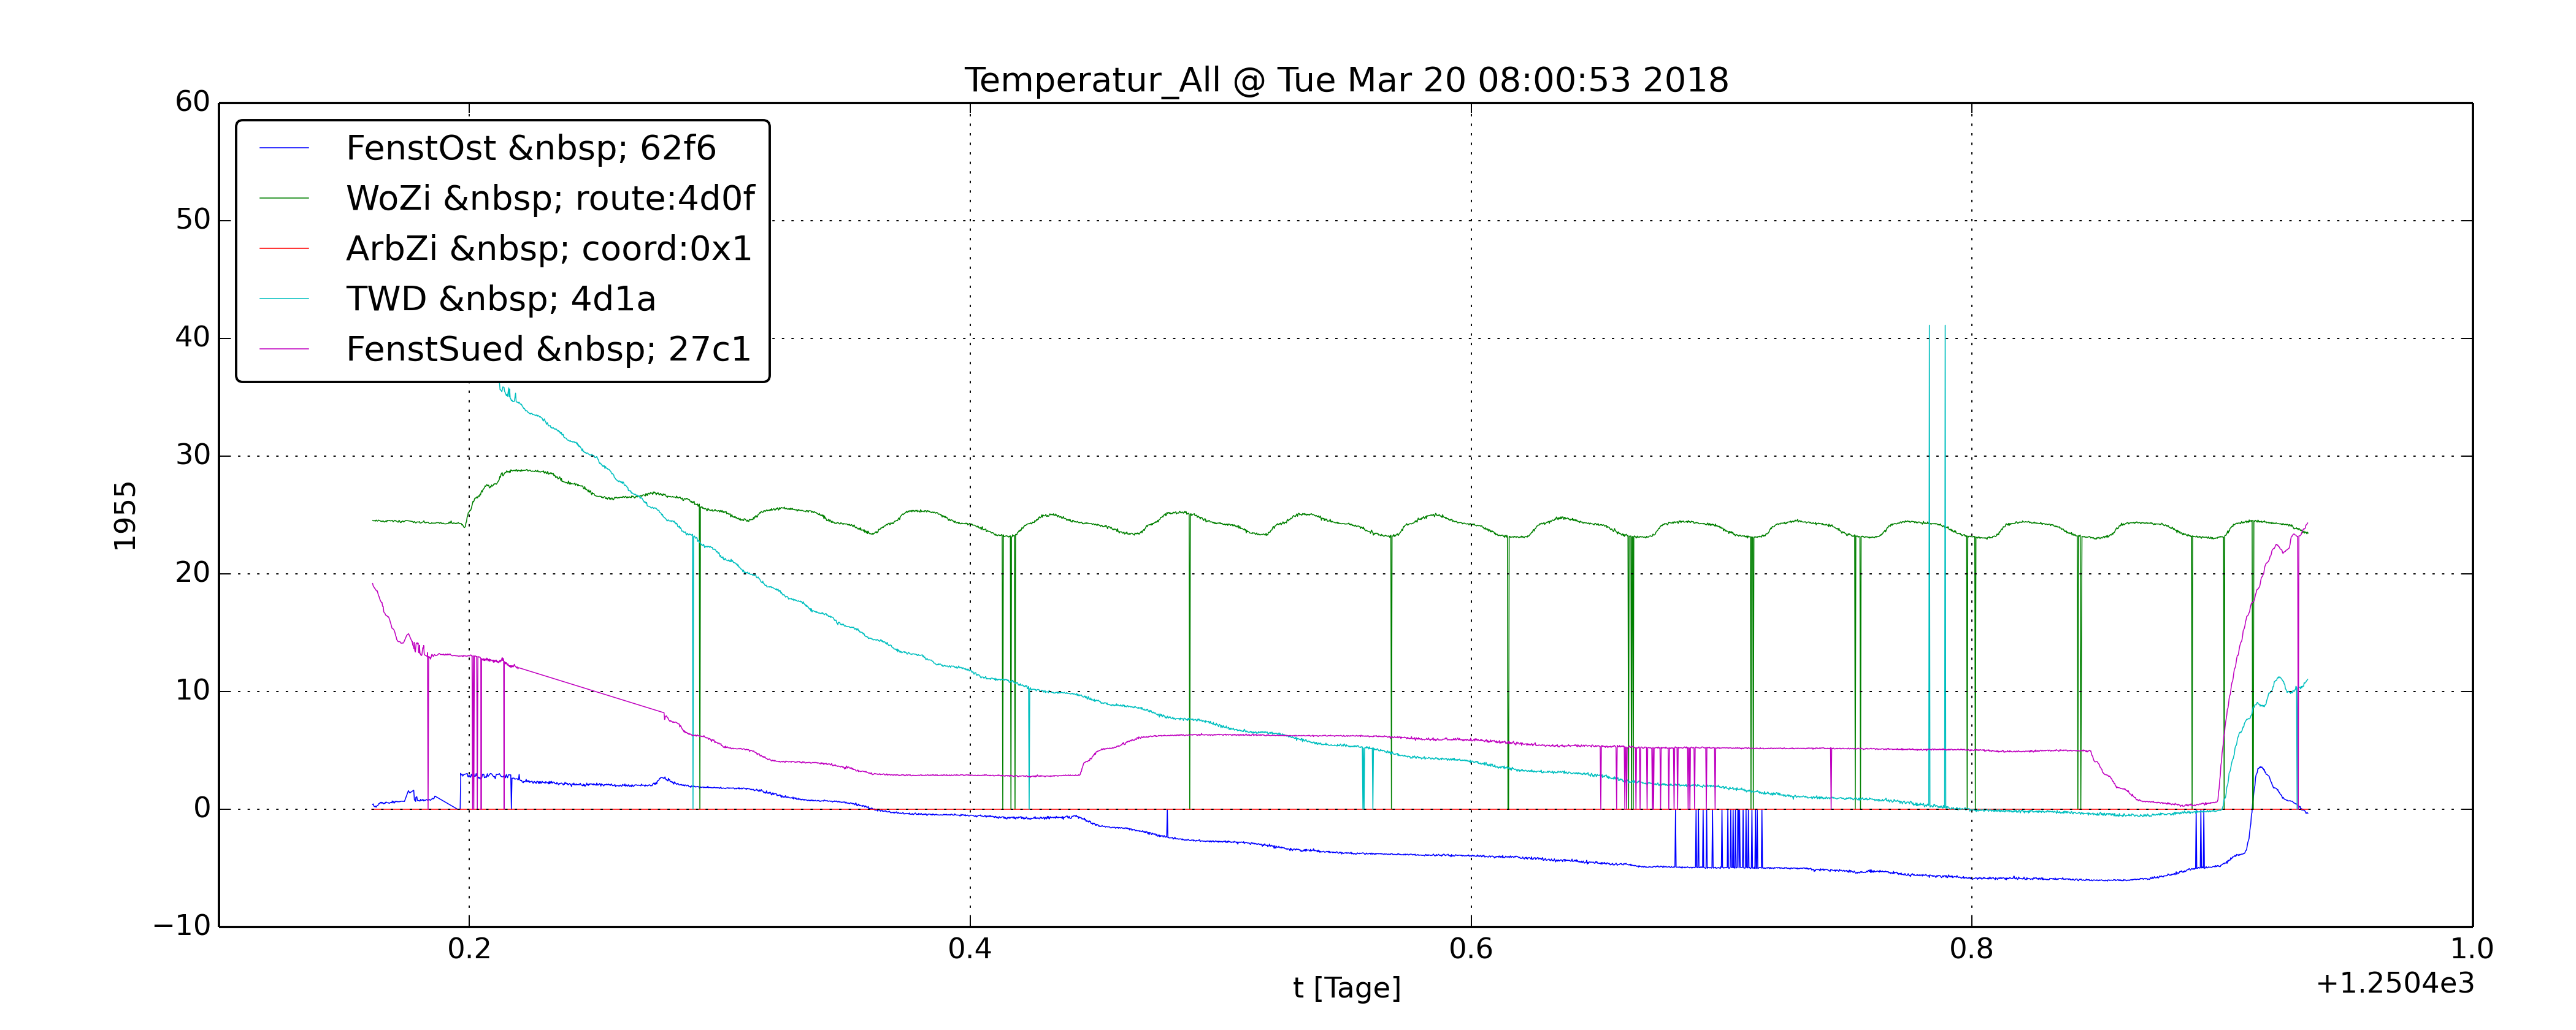 Temperatur_All @ Tue Mar 20 08:00:53 2018
60
50
40
30
20
10
0
−10
1955
FenstOst &nbsp; 62f6
WoZi &nbsp; route:4d0f
ArbZi &nbsp; coord:0x1
TWD &nbsp; 4d1a
FenstSued &nbsp; 27c1
0.2 0.4 0.6 0.8 1.0
t [Tage]
+1.2504e3